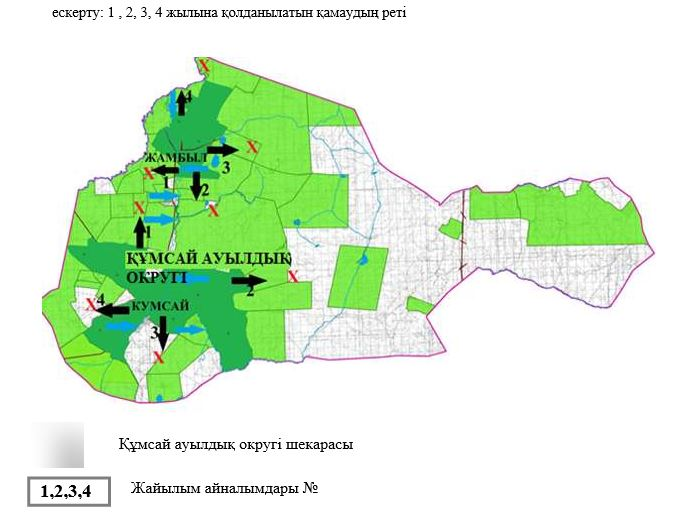 ескерту: 1 , 2, 3, 4 жылына қолданылатын қамаудың реті
X
4
ЖАМБЫЛ
X
3
X
1
2
X
X
1
ҚҰМСАЙ АУЫЛДЫҚ
ОКРУГІ
X
2
4
X
КУМСАЙ
3
X
Құмсай ауылдық округі шекарасы
1,2,3,4
Жайылым айналымдары №